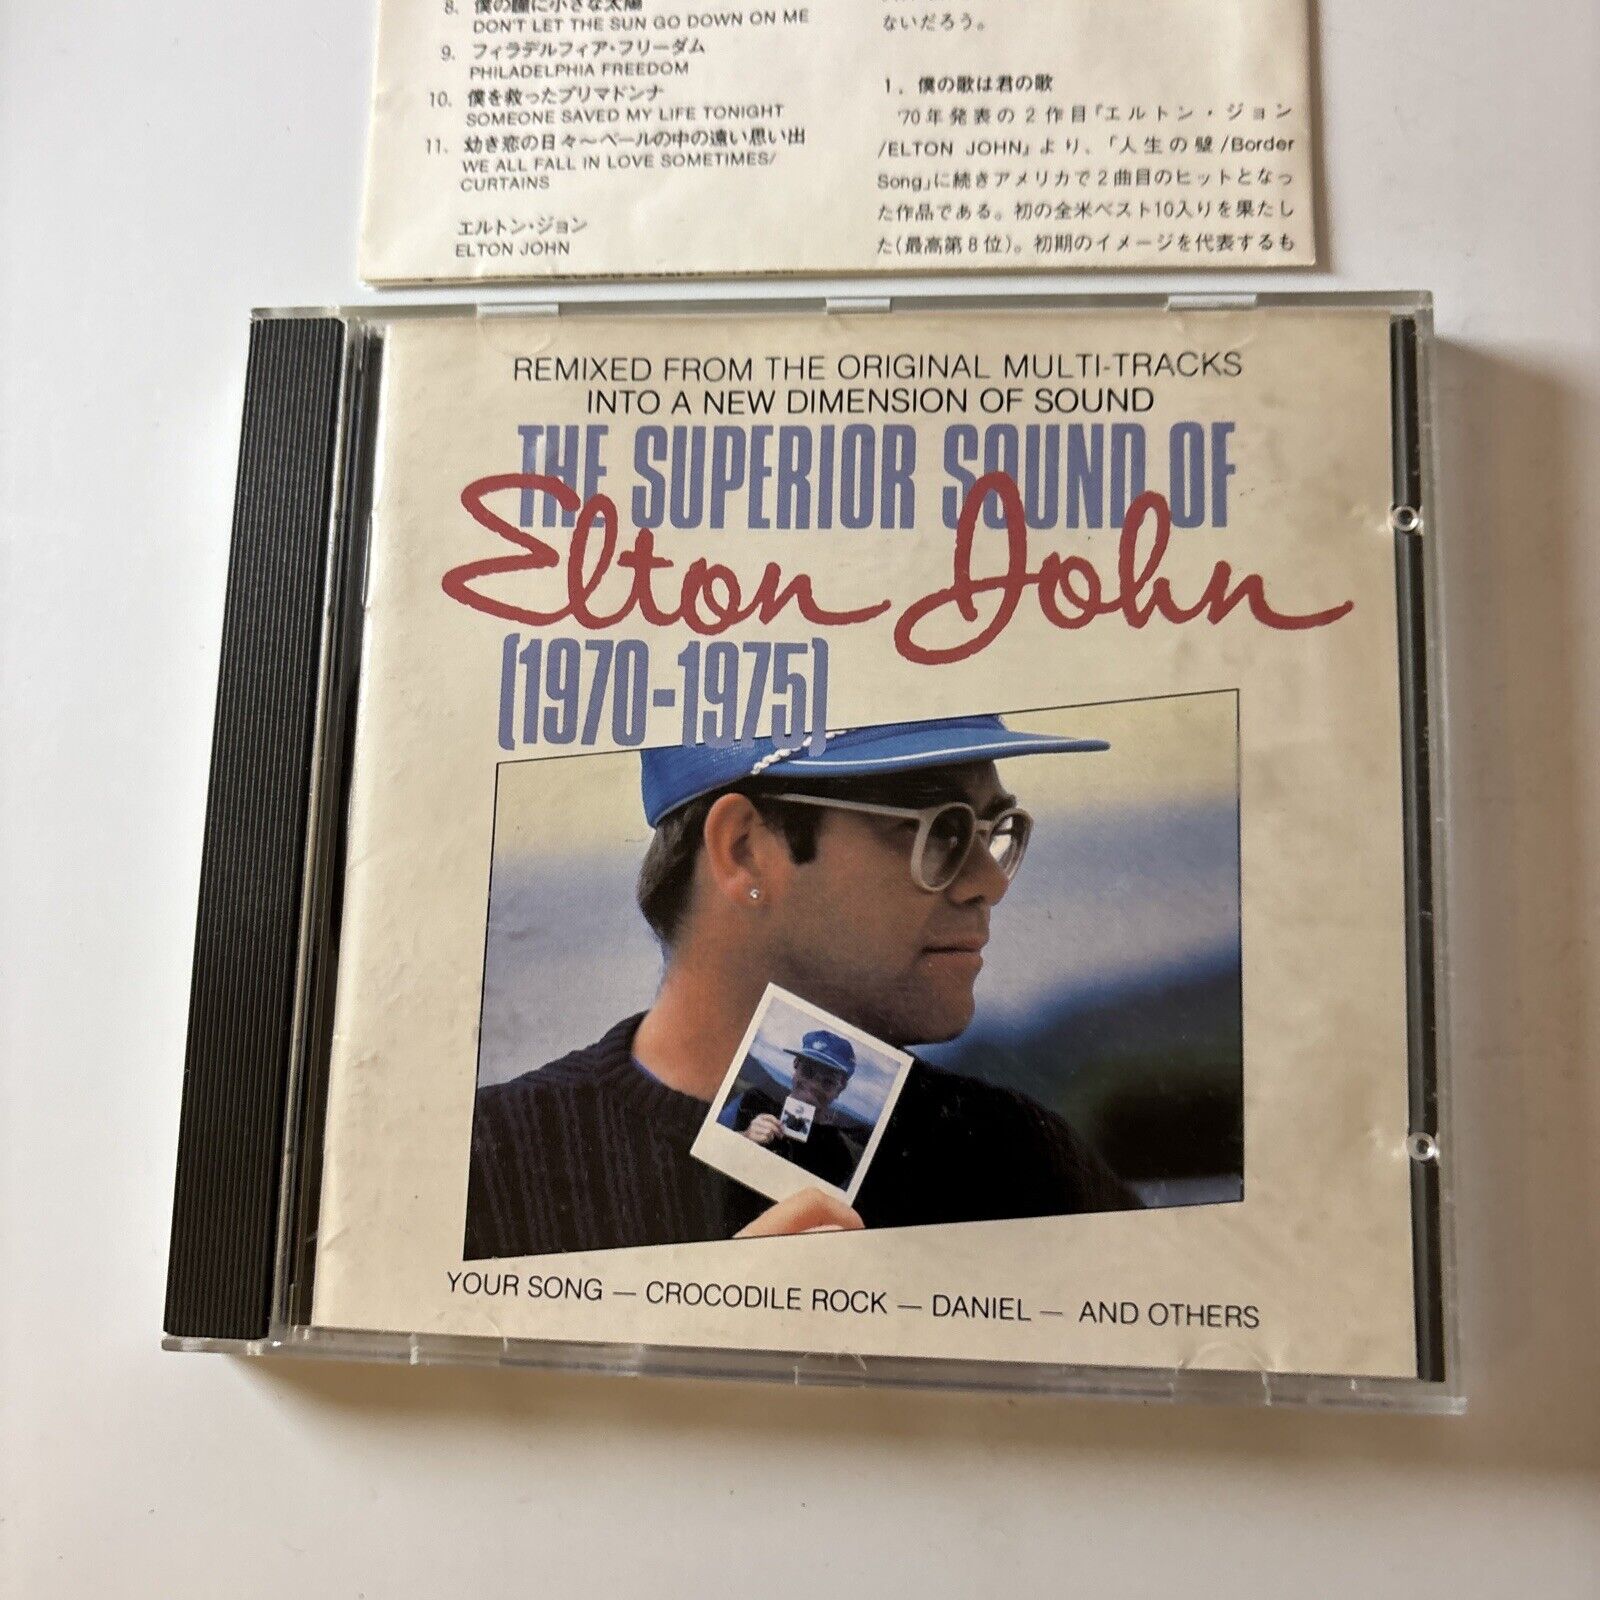 8. 僕の瞳に小さな太陽
DON'T LET THE SUN GO DOWN ON ME
9. フィラデルフィア・フリーダム
PHILADELPHIA FREEDOM
10. 僕を救ったプリマドンナ
SOMEONE SAVED MY LIFE TONIGHT
11. 幼き恋の日々〜ベールの中の遠い思い出
WE ALL FALL IN LOVE SOMETIMES/
CURTAINS
エルトン・ジョン
ELTON JOHN
ないだろう。
1. 僕の歌は君の歌
'70年発表の2作目『エルトン・ジョン
/ELTON JOHN』より、「人生の壁/Border
Song」に続きアメリカで2曲目のヒットとなっ
た作品である。初の全米ベスト10入りを果たし
た(最高第8位)。初期のイメージを代表するも
REMIXED FROM THE ORIGINAL MULTI-TRACKS
INTO A NEW DIMENSION OF SOUND
THE SUPERIOR SOUND OF
Elton John
(1970-1975)
YOUR SONG — CROCODILE ROCK — DANIEL — AND OTHERS